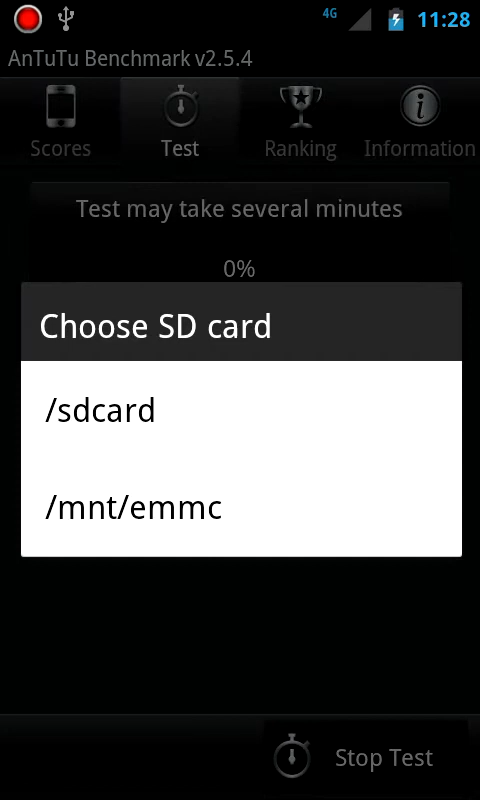 4G 11:28
AnTuTu Benchmark v2.5.4
Scores Test Ranking Information
Test may take several minutes
0%
Choose SD card
/sdcard
/mnt/emmc
Stop Test